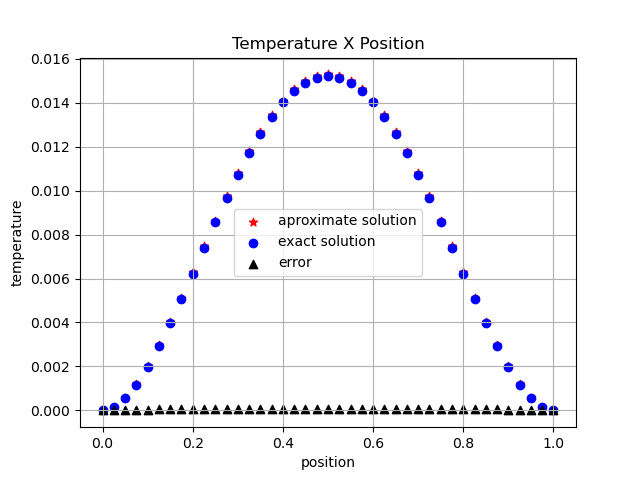 Temperature X Position
0.016
0.014
0.012
0.010
0.008
0.006
0.004
0.002
0.000
temperature
aproximate solution
exact solution
error
0.0 0.2 0.4 0.6 0.8 1.0
position